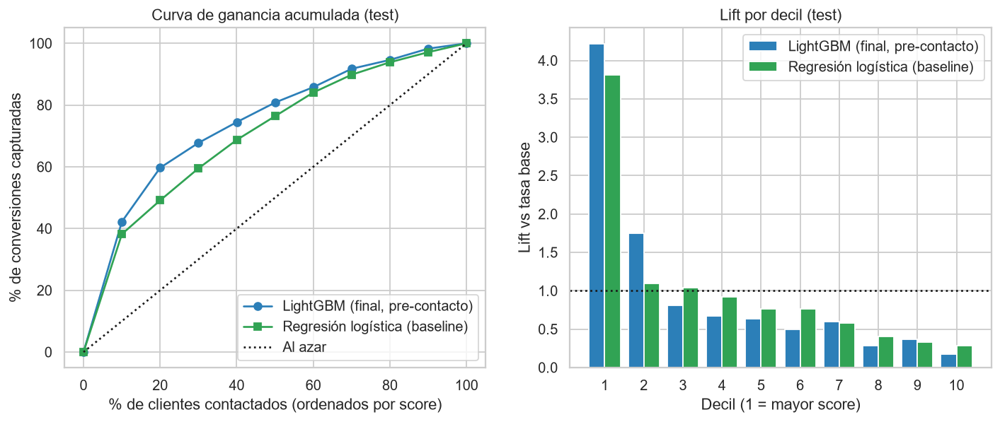 Curva de ganancia acumulada (test)
% de conversiones capturadas
100
80
60
40
20
0
LightGBM (final, pre-contacto)
Regresión logística (baseline)
Al azar
0 20 40 60 80 100
% de clientes contactados (ordenados por score)
Lift por decil (test)
Lift vs tasa base
4.0
3.5
3.0
2.5
2.0
1.5
1.0
0.5
0.0
LightGBM (final, pre-contacto)
Regresión logística (baseline)
1 2 3 4 5 6 7 8 9 10
Decil (1 = mayor score)